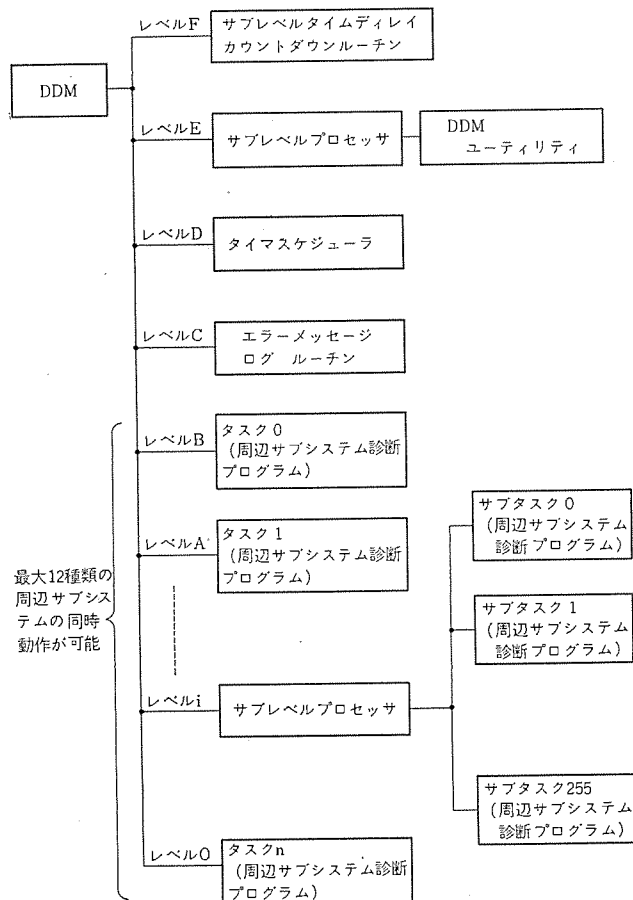 レベルF
サブレベルタイムディレイ
カウントダウンルーチン
DDM
レベルE
サブレベルプロセッサ
DDM
ユーティリティ
レベルD
タイマスケジューラ
レベルC
エラーメッセージ
ログ ルーチン
レベルB
タスク0
(周辺サブシステム診断
プログラム)
レベルA
タスク1
(周辺サブシステム診断
プログラム)
最大12種類の
周辺サブシス
テムの同時
動作が可能
サブタスク0
(周辺サブシステム
診断プログラム)
サブタスク1
(周辺サブシステム
診断プログラム)
レベルi
サブレベルプロセッサ
サブタスク255
(周辺サブシステム
診断プログラム)
レベル0
タスクn
(周辺サブシステム診断
プログラム)